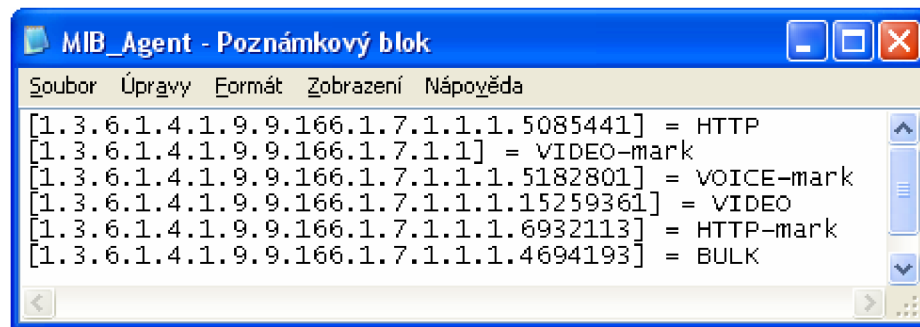 MIB_Agent - Poznámkový blok
Soubor Úpravy Formát Zobrazení Nápověda
[1.3.6.1.4.1.9.9.166.1.7.1.1.1.5085441] = HTTP
[1.3.6.1.4.1.9.9.166.1.7.1.1] = VIDEO-mark
[1.3.6.1.4.1.9.9.166.1.7.1.1.1.5182801] = VOICE-mark
[1.3.6.1.4.1.9.9.166.1.7.1.1.1.15259361] = VIDEO
[1.3.6.1.4.1.9.9.166.1.7.1.1.1.6932113] = HTTP-mark
[1.3.6.1.4.1.9.9.166.1.7.1.1.1.4694193] = BULK